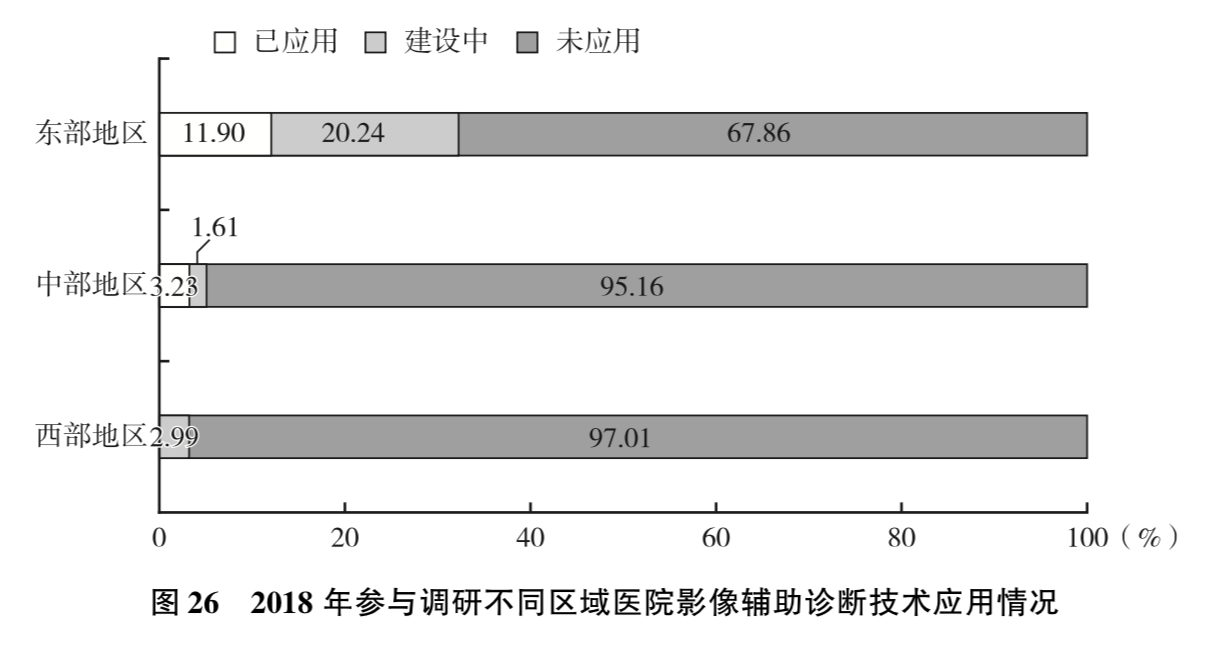 已应用 建设中 未应用
东部地区 11.90 20.24 67.86
1.61
中部地区 3.23 95.16
西部地区 2.99 97.01
0 20 40 60 80 100（%）
图 26 2018 年参与调研不同区域医院影像辅助诊断技术应用情况